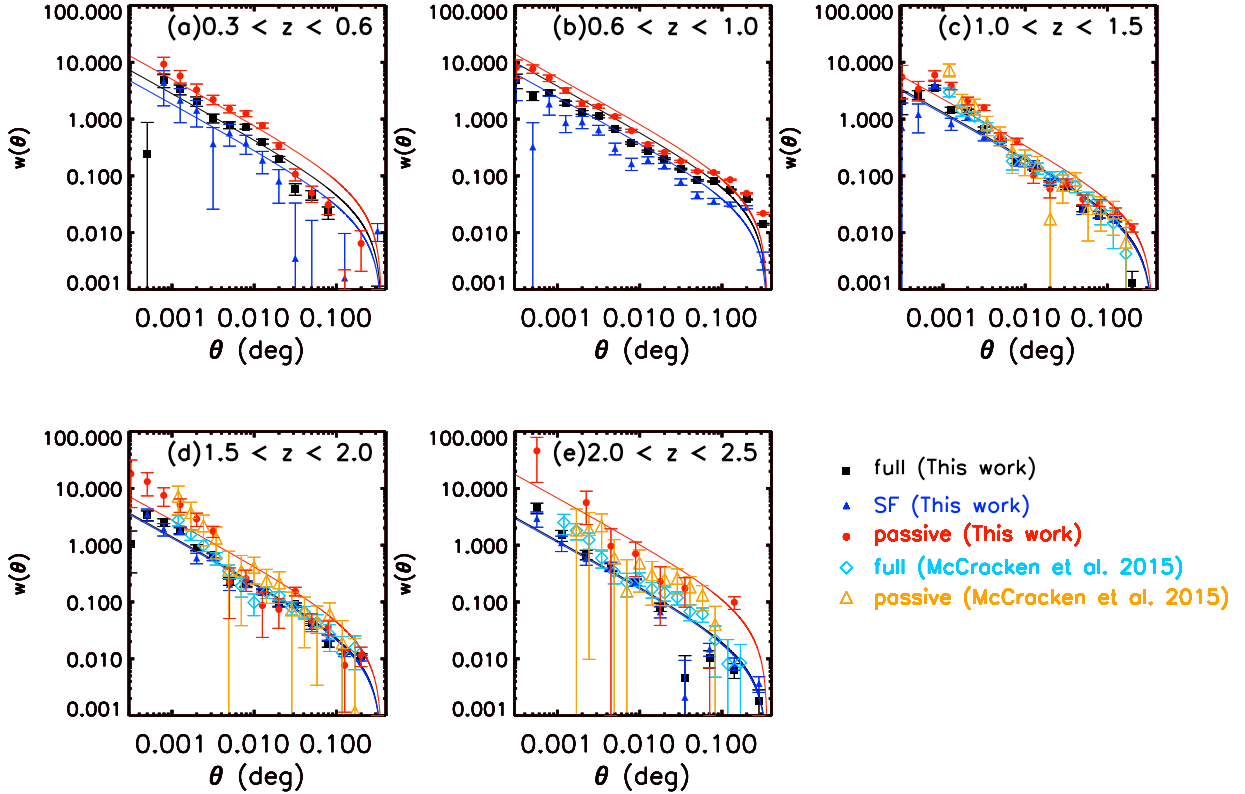 (a)0.3 < z < 0.6
100.000
10.000
1.000
0.100
0.010
0.001
w(θ)
0.001 0.010 0.100
θ (deg)
(b)0.6 < z < 1.0
100.000
10.000
1.000
0.100
0.010
0.001
w(θ)
0.001 0.010 0.100
θ (deg)
(c)1.0 < z < 1.5
100.000
10.000
1.000
0.100
0.010
0.001
w(θ)
0.001 0.010 0.100
θ (deg)
(d)1.5 < z < 2.0
100.000
10.000
1.000
0.100
0.010
0.001
w(θ)
0.001 0.010 0.100
θ (deg)
(e)2.0 < z < 2.5
100.000
10.000
1.000
0.100
0.010
0.001
w(θ)
0.001 0.010 0.100
θ (deg)
full (This work)
SF (This work)
passive (This work)
full (McCracken et al. 2015)
passive (McCracken et al. 2015)